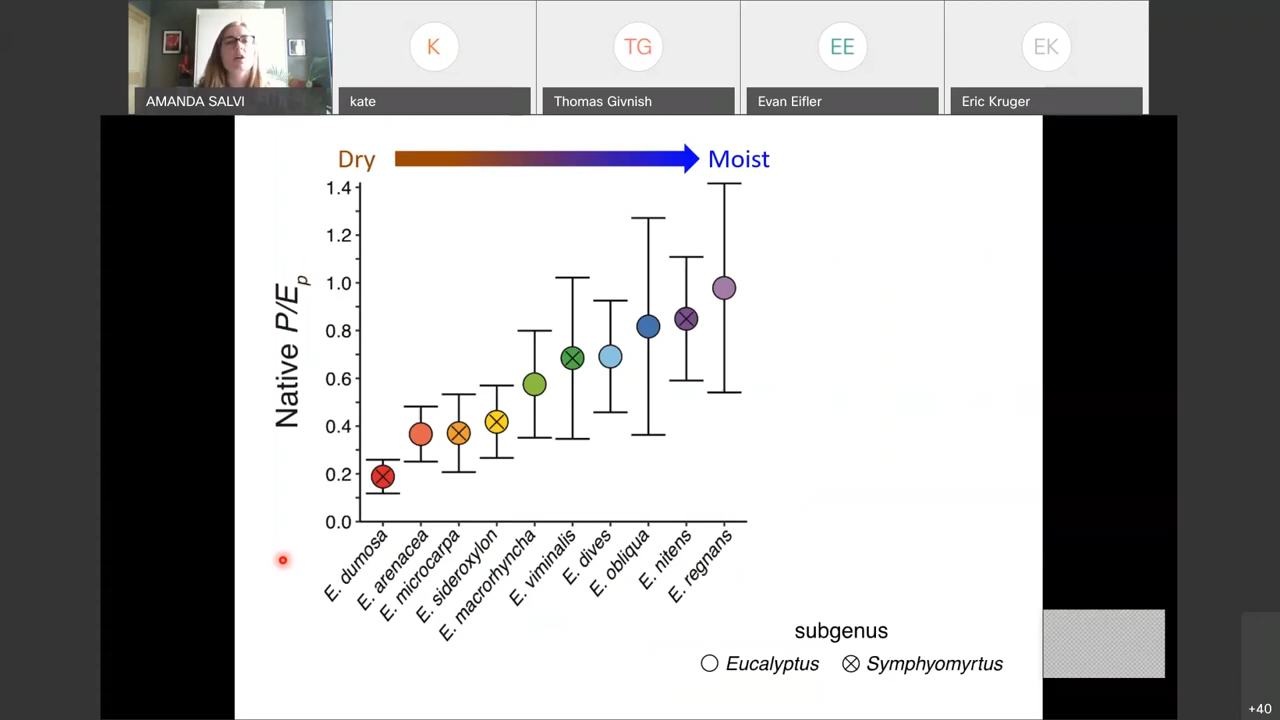 K
TG
EE
EK
AMANDA SALVI
kate
Thomas Givnish
Evan Eifler
Eric Kruger
Dry
Moist
Native P/Ep
1.4
1.2
1.0
0.8
0.6
0.4
0.2
0.0
E. dumosa
E. arenacea
E. microcarpa
E. sideroxylon
E. macrorhyncha
E. viminalis
E. dives
E. obliqua
E. nitens
E. regnans
subgenus
Eucalyptus
Symphyomyrtus
+40